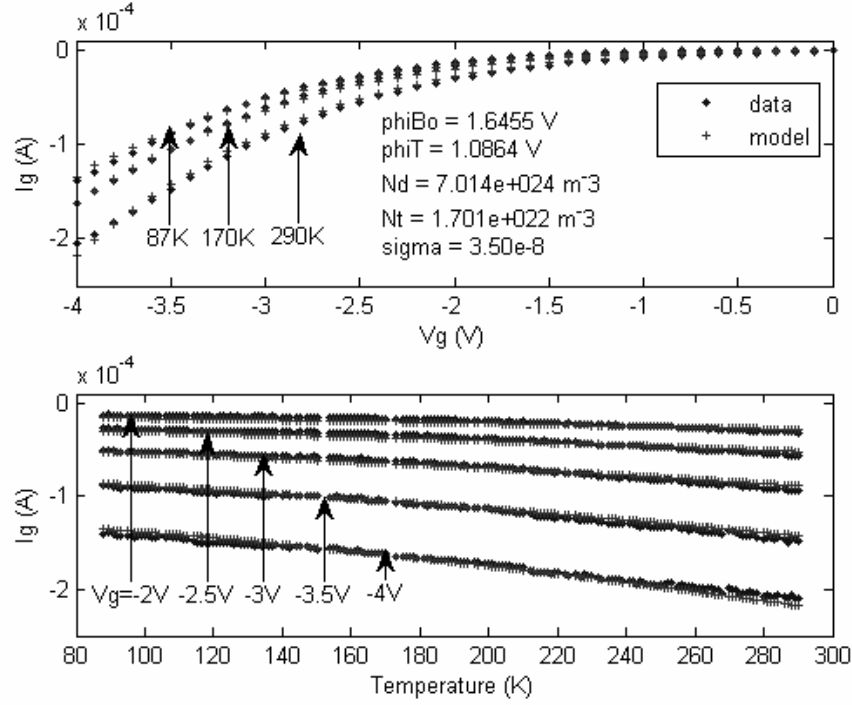 x 10⁻⁴
0
-1
-2
Ig (A)
data
model
phiBo = 1.6455 V
phiT = 1.0864 V
Nd = 7.014e+024 m⁻³
Nt = 1.701e+022 m⁻³
sigma = 3.50e-8
87K 170K 290K
-4 -3.5 -3 -2.5 -2 -1.5 -1 -0.5 0
Vg (V)
x 10⁻⁴
0
-1
-2
Ig (A)
Vg=-2V -2.5V -3V -3.5V -4V
80 100 120 140 160 180 200 220 240 260 280 300
Temperature (K)